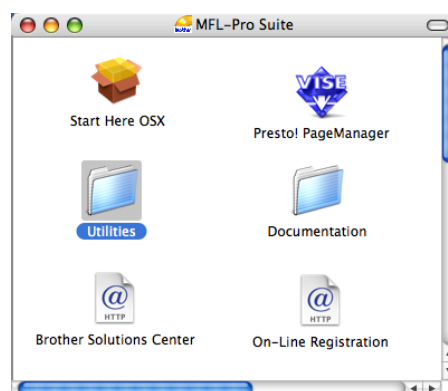 brother MFL-Pro Suite
Start Here OSX
VISE
Presto! PageManager
Utilities
Documentation
@
HTTP
Brother Solutions Center
@
HTTP
On-Line Registration